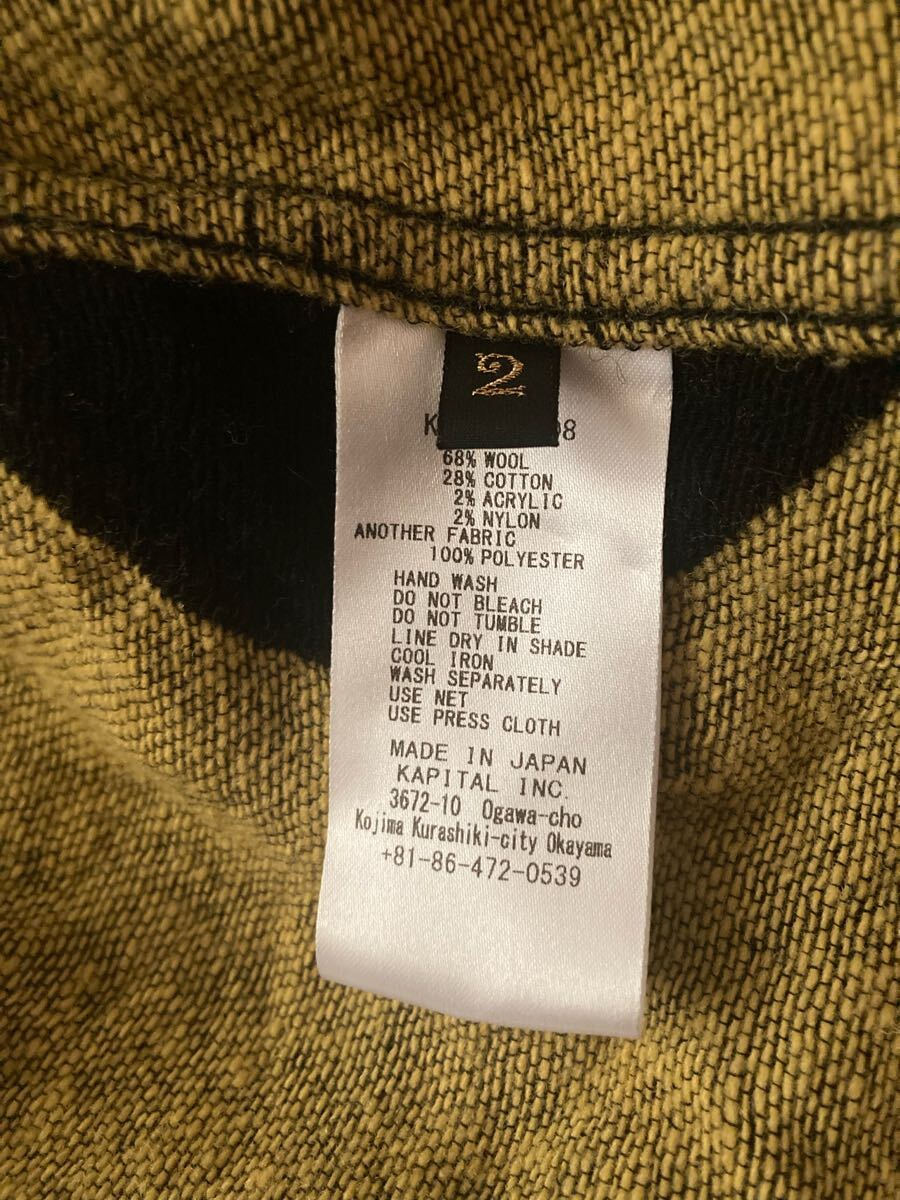 2
68% WOOL
28% COTTON
2% ACRYLIC
2% NYLON
ANOTHER FABRIC
100% POLYESTER
HAND WASH
DO NOT BLEACH
DO NOT TUMBLE
LINE DRY IN SHADE
COOL IRON
WASH SEPARATELY
USE NET
USE PRESS CLOTH
MADE IN JAPAN
KAPITAL INC.
3672-10 Ogawa-cho
Kojima Kurashiki-city Okayama
+81-86-472-0539